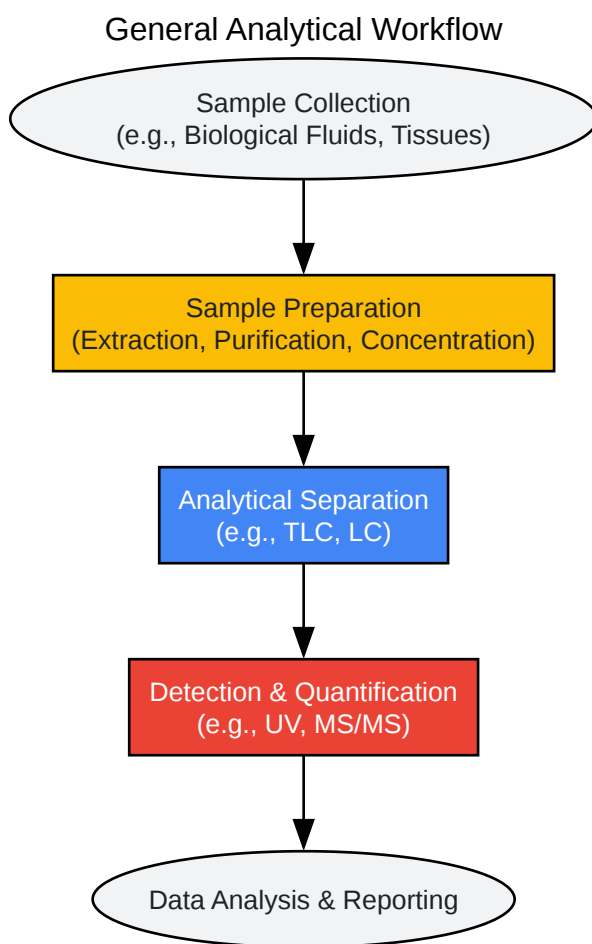 General Analytical Workflow
Sample Collection
(e.g., Biological Fluids, Tissues)
Sample Preparation
(Extraction, Purification, Concentration)
Analytical Separation
(e.g., TLC, LC)
Detection & Quantification
(e.g., UV, MS/MS)
Data Analysis & Reporting